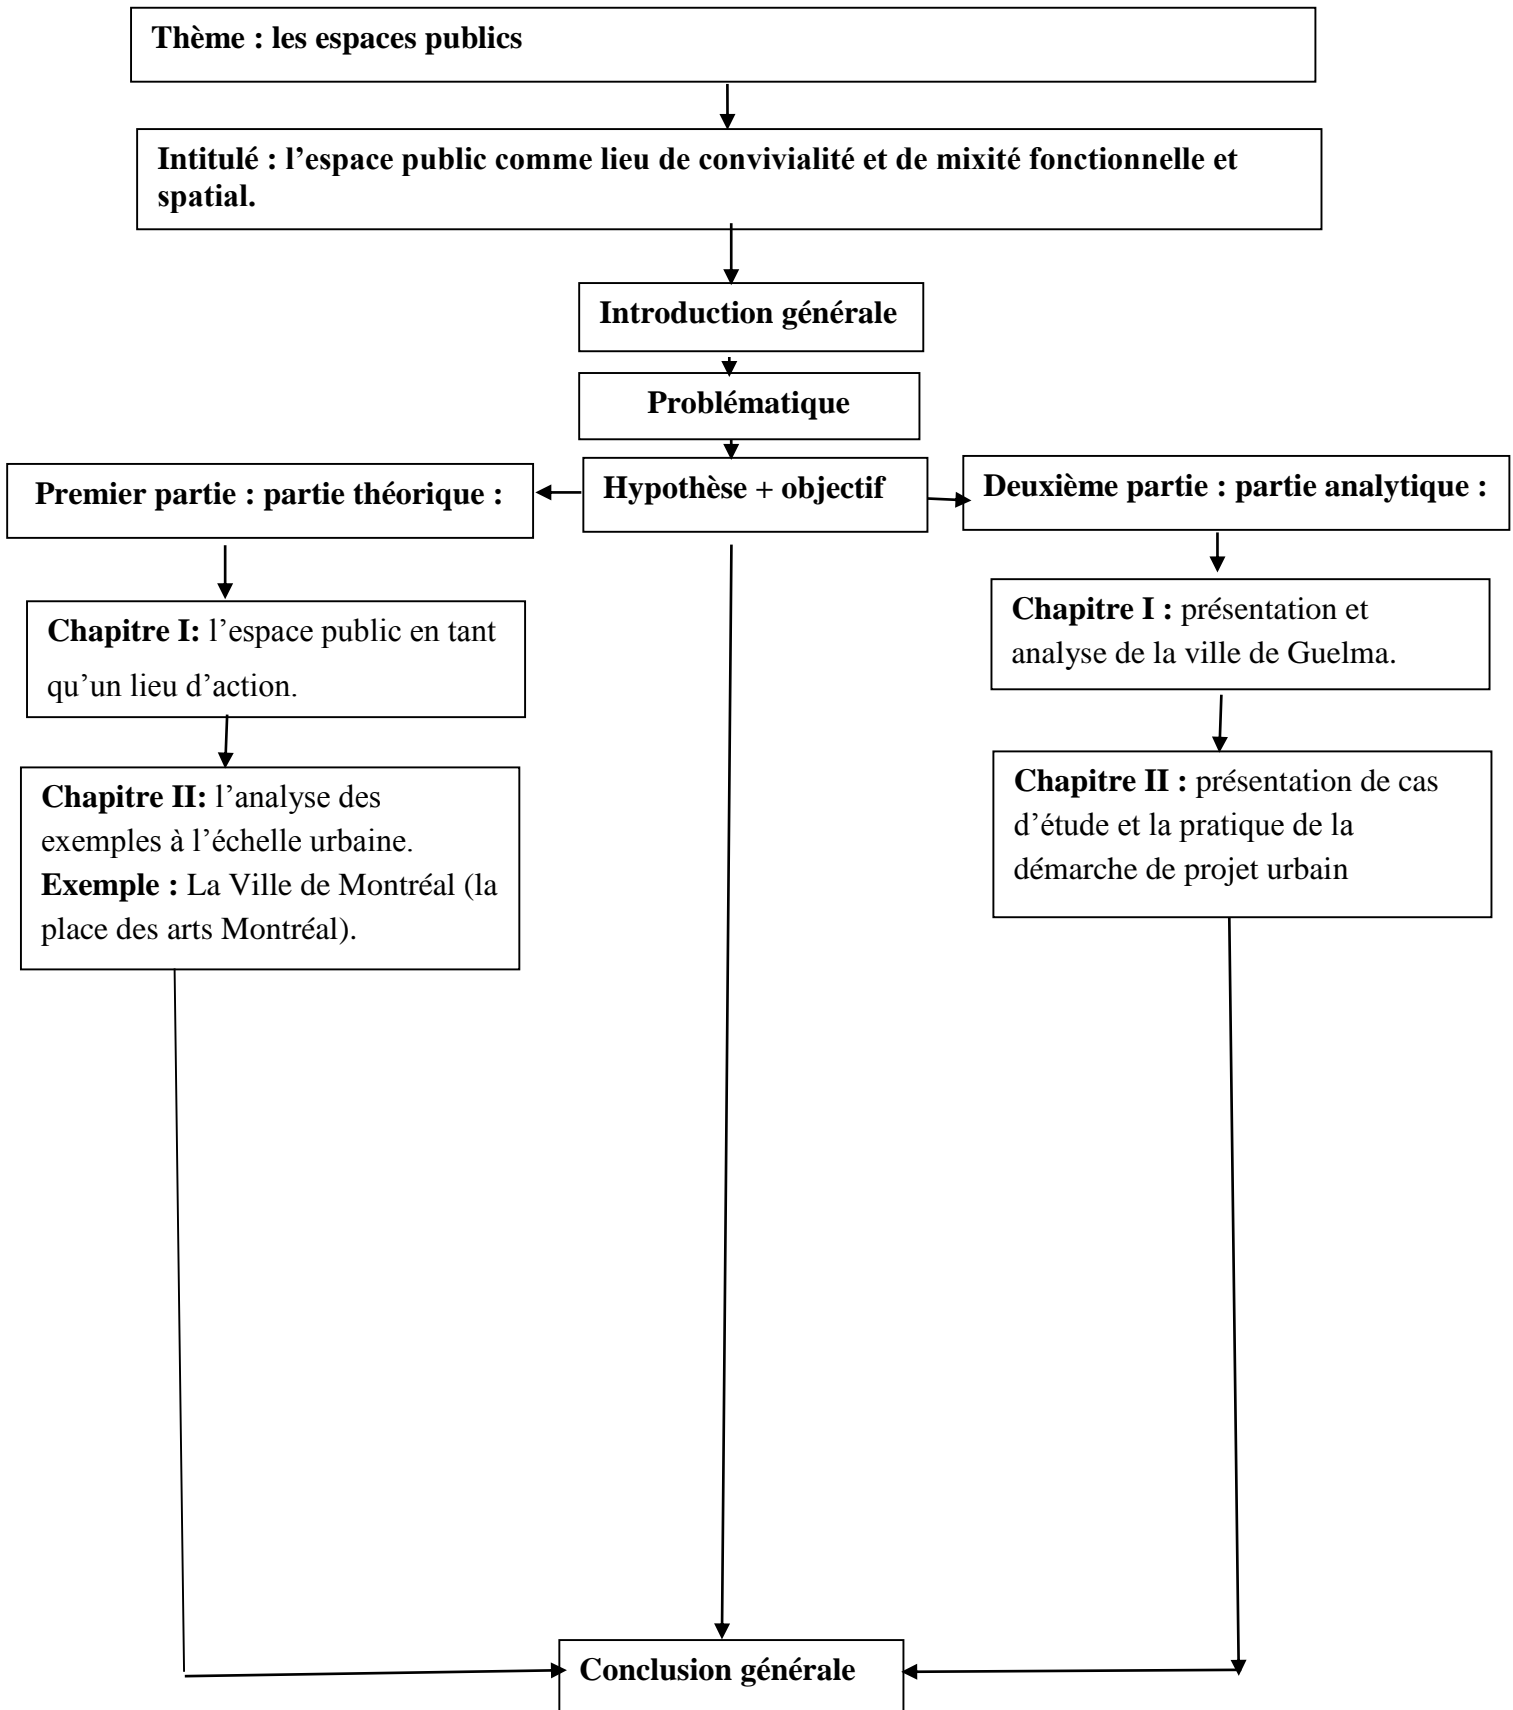 Thème : les espaces publics
Intitulé : l’espace public comme lieu de convivialité et de mixité fonctionnelle et
spatial.
Introduction générale
Problématique
Hypothèse + objectif
Premier partie : partie théorique :
Chapitre I: l’espace public en tant
qu’un lieu d’action.
Chapitre II: l’analyse des
exemples à l’échelle urbaine.
Exemple : La Ville de Montréal (la
place des arts Montréal).
Deuxième partie : partie analytique :
Chapitre I : présentation et
analyse de la ville de Guelma.
Chapitre II : présentation de cas
d’étude et la pratique de la
démarche de projet urbain
Conclusion générale